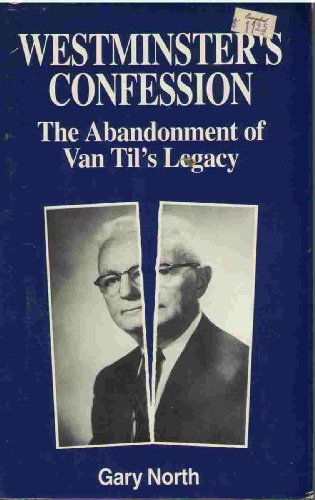 WESTMINSTER'S
CONFESSION
The Abandonment of
Van Til's Legacy
Gary North